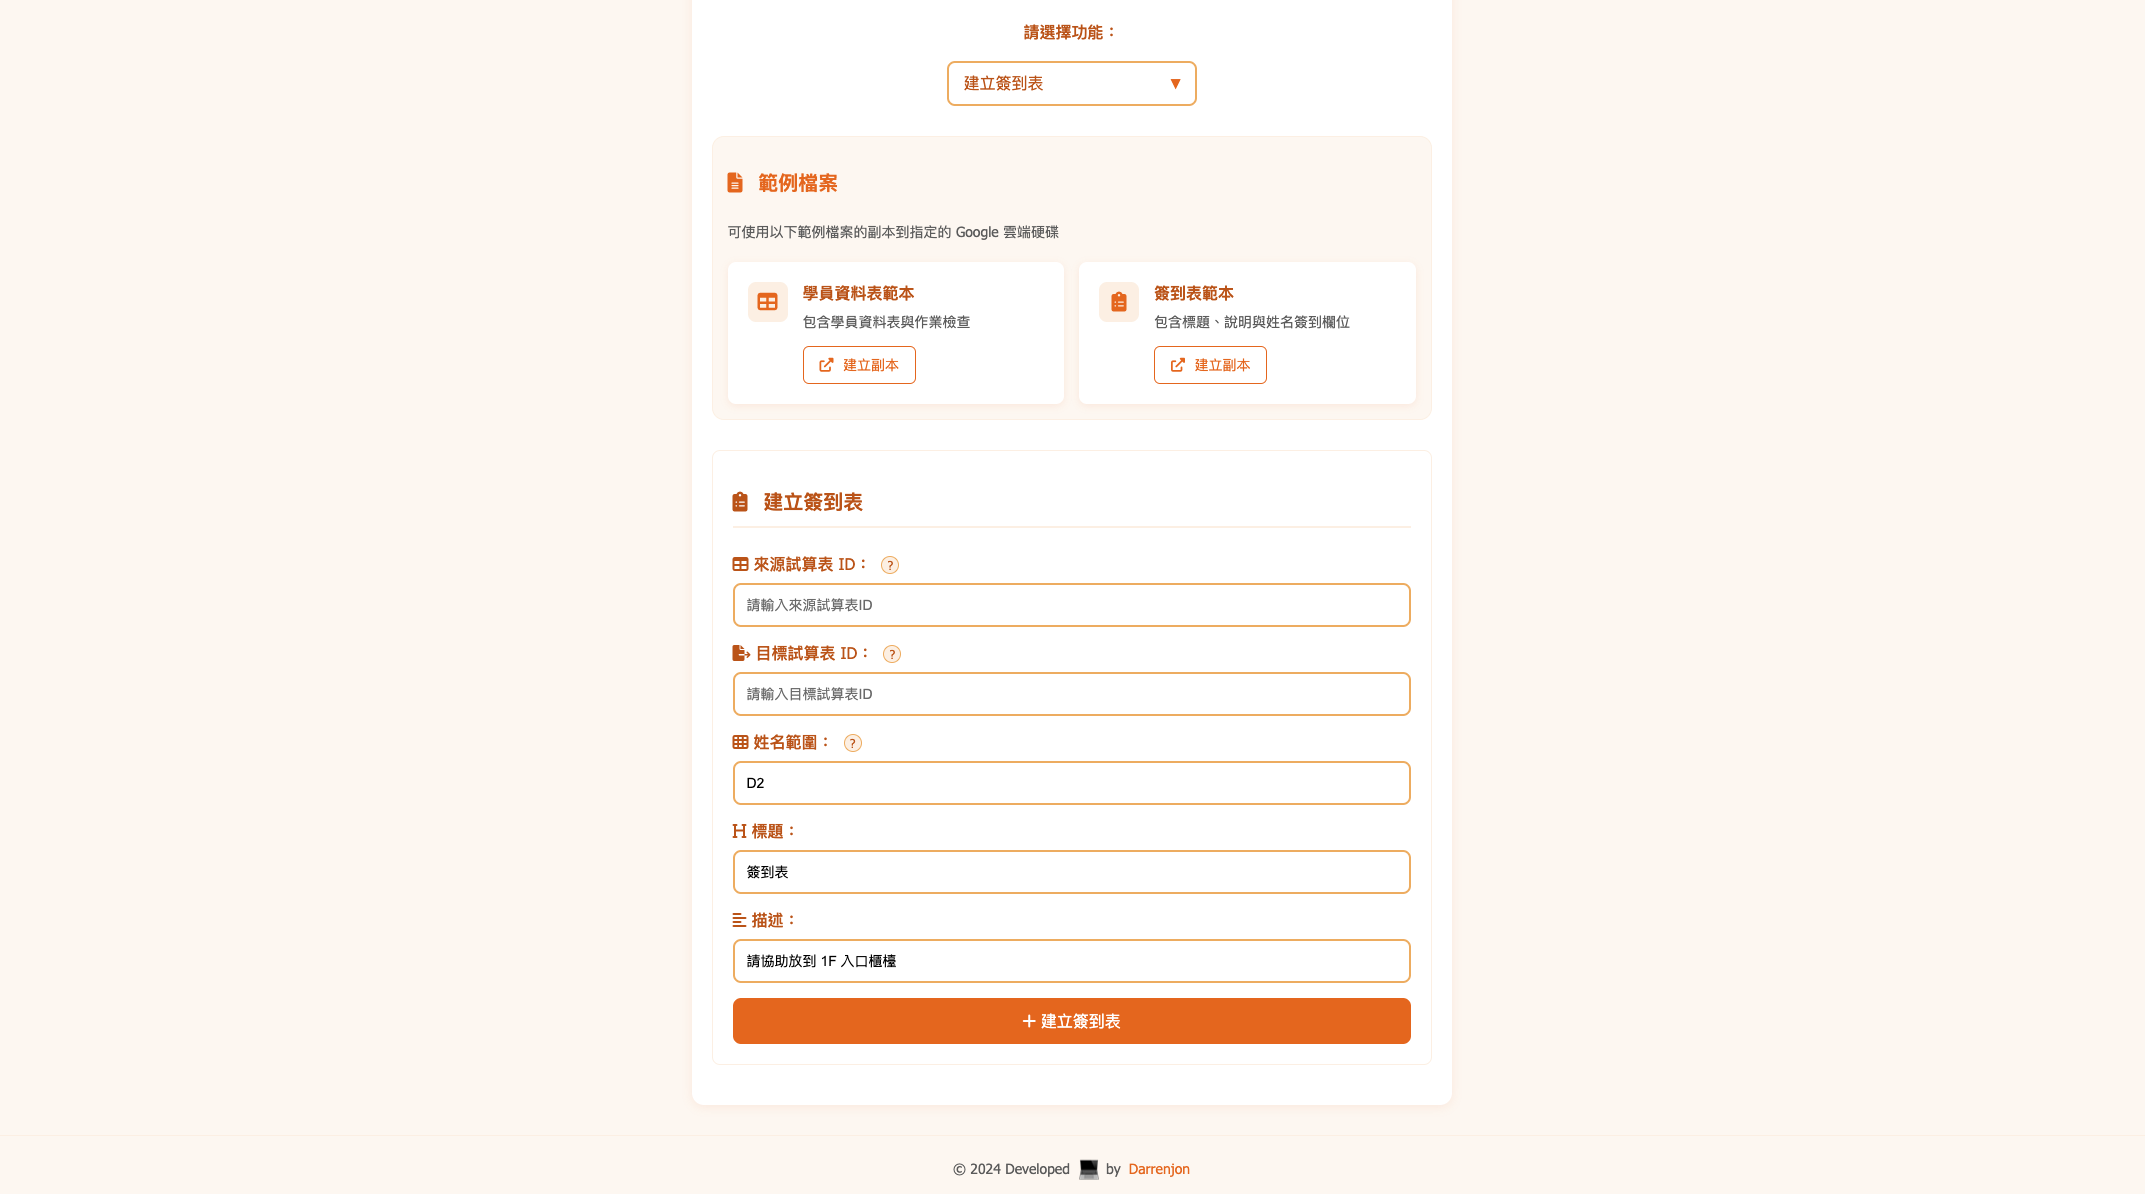 請選擇功能：
建立簽到表 ▼
範例檔案
可使用以下範例檔案的副本到指定的 Google 雲端硬碟
學員資料表範本
包含學員資料表與作業檢查
建立副本
簽到表範本
包含標題、說明與姓名簽到欄位
建立副本
建立簽到表
來源試算表 ID： ?
請輸入來源試算表ID
目標試算表 ID： ?
請輸入目標試算表ID
姓名範圍： ?
D2
標題：
簽到表
描述：
請協助放到 1F 入口櫃檯
+ 建立簽到表
© 2024 Developed 💻 by Darrenjon